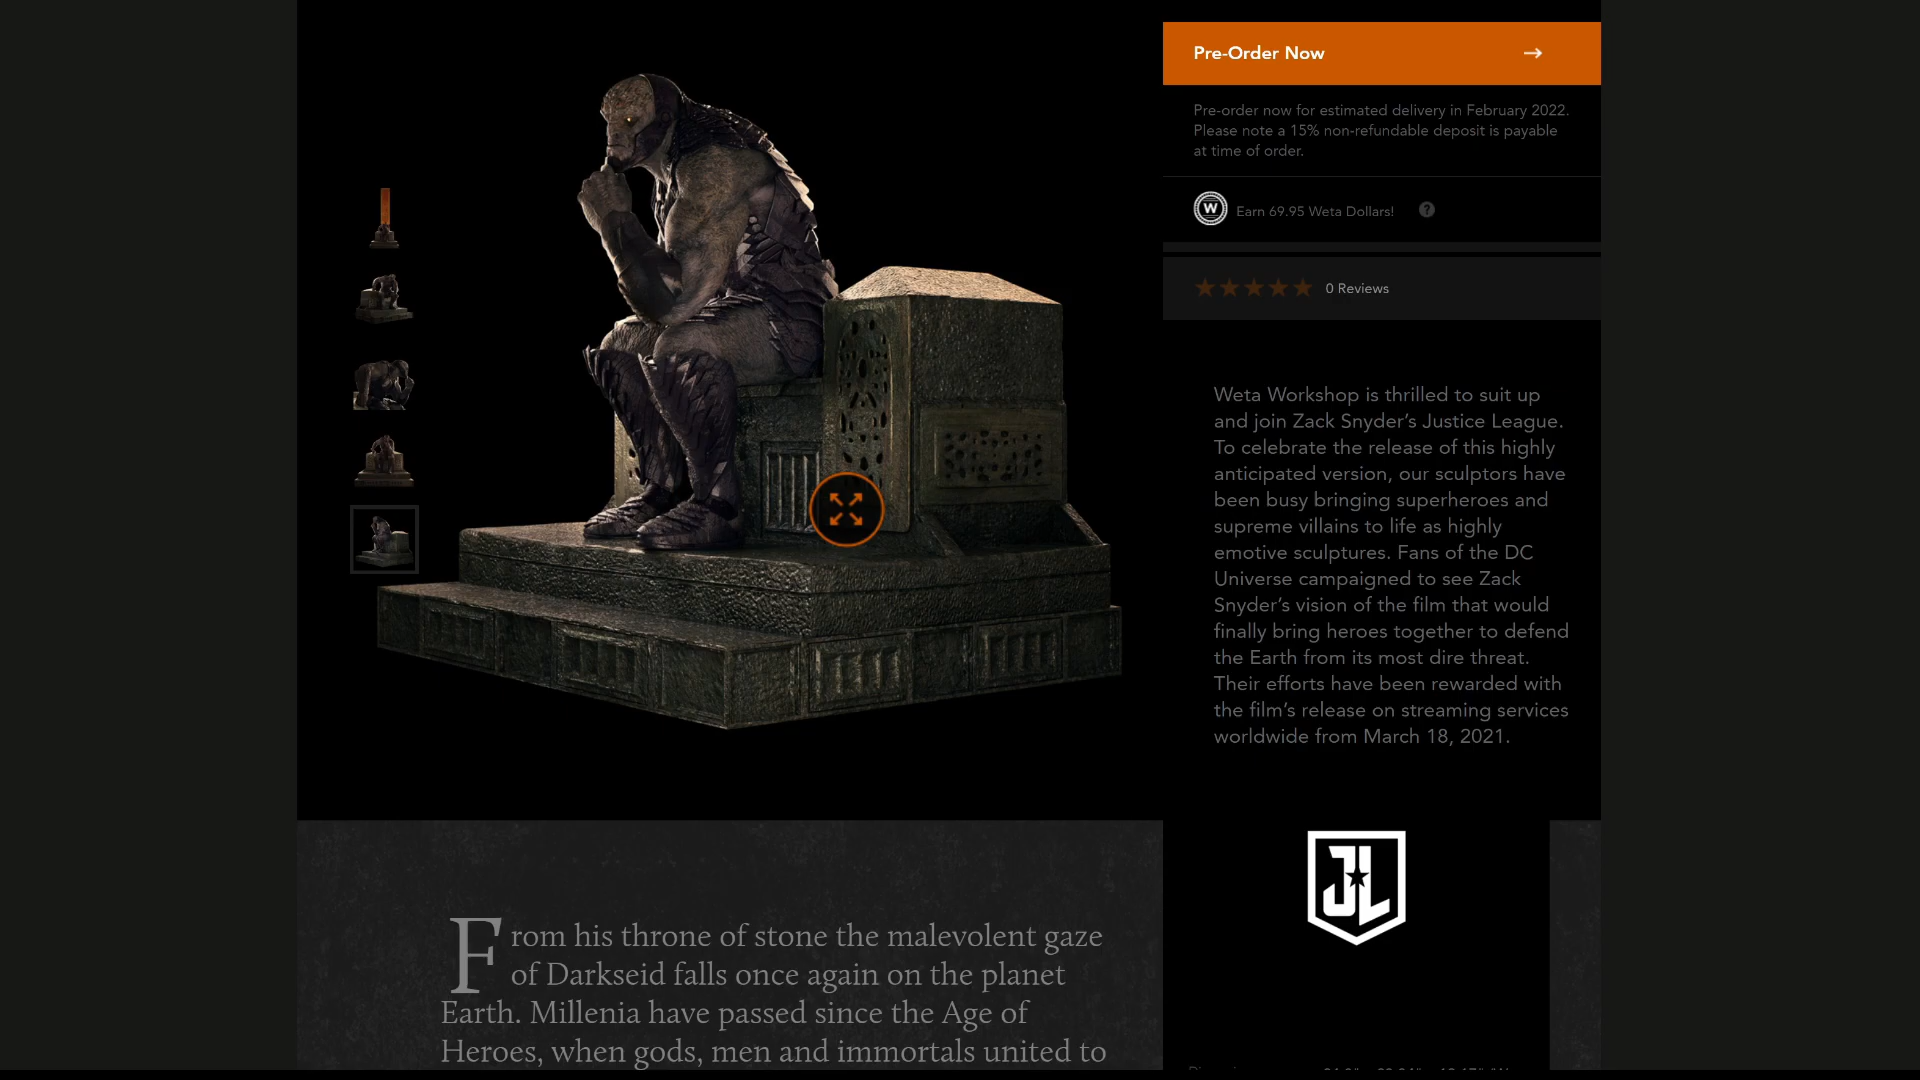 Pre-Order Now
Pre-order now for estimated delivery in February 2022.
Please note a 15% non-refundable deposit is payable
at time of order.
W
Earn 69.95 Weta Dollars!
?
0 Reviews
Weta Workshop is thrilled to suit up
and join Zack Snyder’s Justice League.
To celebrate the release of this highly
anticipated version, our sculptors have
been busy bringing superheroes and
supreme villains to life as highly
emotive sculptures. Fans of the DC
Universe campaigned to see Zack
Snyder’s vision of the film that would
finally bring heroes together to defend
the Earth from its most dire threat.
Their efforts have been rewarded with
the film’s release on streaming services
worldwide from March 18, 2021.
JL
From his throne of stone the malevolent gaze
of Darkseid falls once again on the planet
Earth. Millenia have passed since the Age of
Heroes, when gods, men and immortals united to